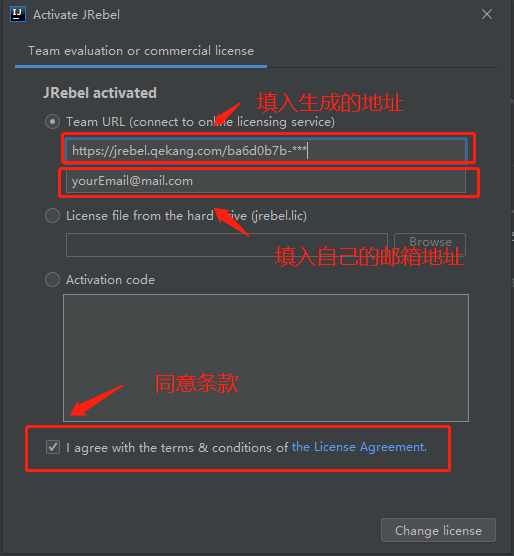 Activate JRebel
Team evaluation or commercial license
JRebel activated
填入生成的地址
Team URL (connect to online licensing service)
https://jrebel.qekang.com/ba6d0b7b-***
yourEmail@mail.com
License file from the hard drive (jrebel.lic)
Browse
填入自己的邮箱地址
Activation code
同意条款
I agree with the terms & conditions of the License Agreement.
Change license